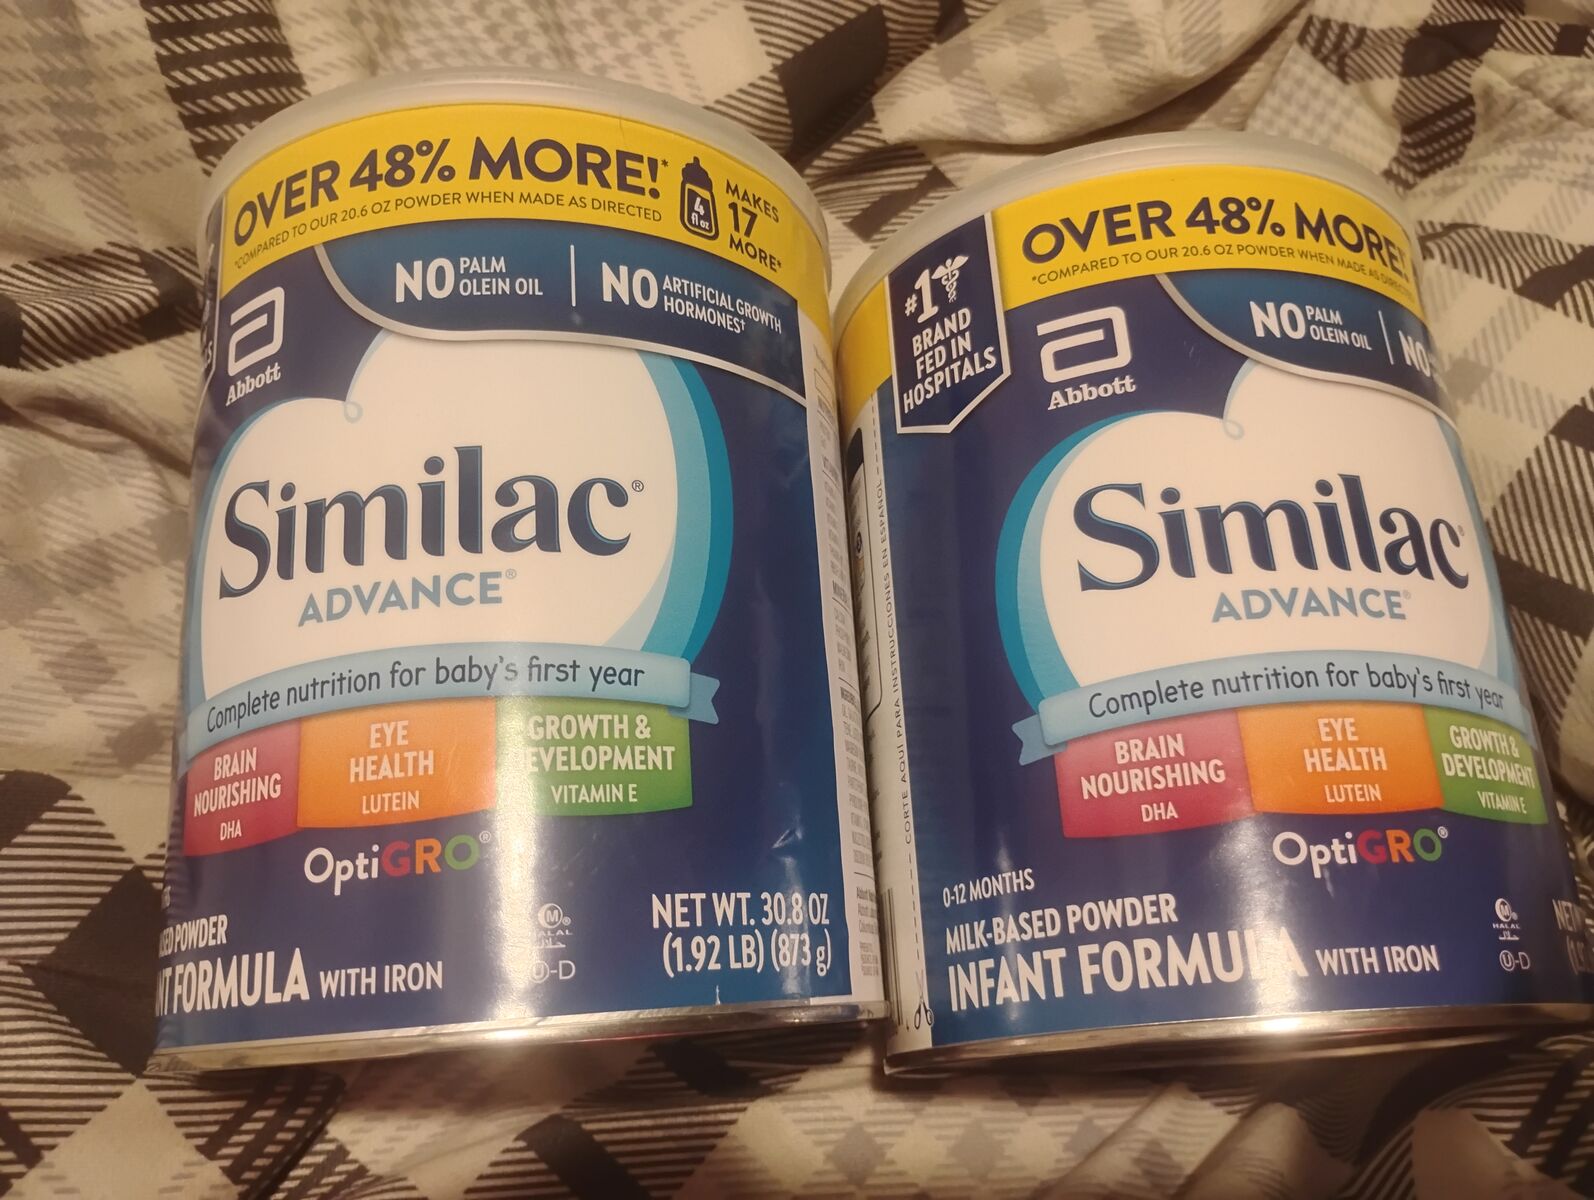 OVER 48% MORE!*
*COMPARED TO OUR 20.6 OZ POWDER WHEN MADE AS DIRECTED
4
fl oz
MAKES
17
MORE*
NO PALM
OLEIN OIL
NO ARTIFICIAL GROWTH
HORMONES†
Abbott
Similac®
ADVANCE®
Complete nutrition for baby's first year
BRAIN
NOURISHING
DHA
EYE
HEALTH
LUTEIN
GROWTH &
EVELOPMENT
VITAMIN E
OptiGRO®
POWDER
FORMULA WITH IRON
M®
HALAL
U-D
NET WT. 30.8 OZ
(1.92 LB) (873 g)
OVER 48% MORE!
*COMPARED TO OUR 20.6 OZ POWDER WHEN MADE AS
#1
BRAND
FED IN
HOSPITALS
Abbott
NO PALM
OLEIN OIL
NO
Similac®
ADVANCE®
Complete nutrition for baby's first year
BRAIN
NOURISHING
DHA
EYE
HEALTH
LUTEIN
GROWTH &
DEVELOPMENT
VITAMIN E
OptiGRO®
0-12 MONTHS
MILK-BASED POWDER
INFANT FORMULA WITH IRON
M®
HALAL
U-D
CORTE AQUÍ PARA INSTRUCCIONES EN ESPAÑOL